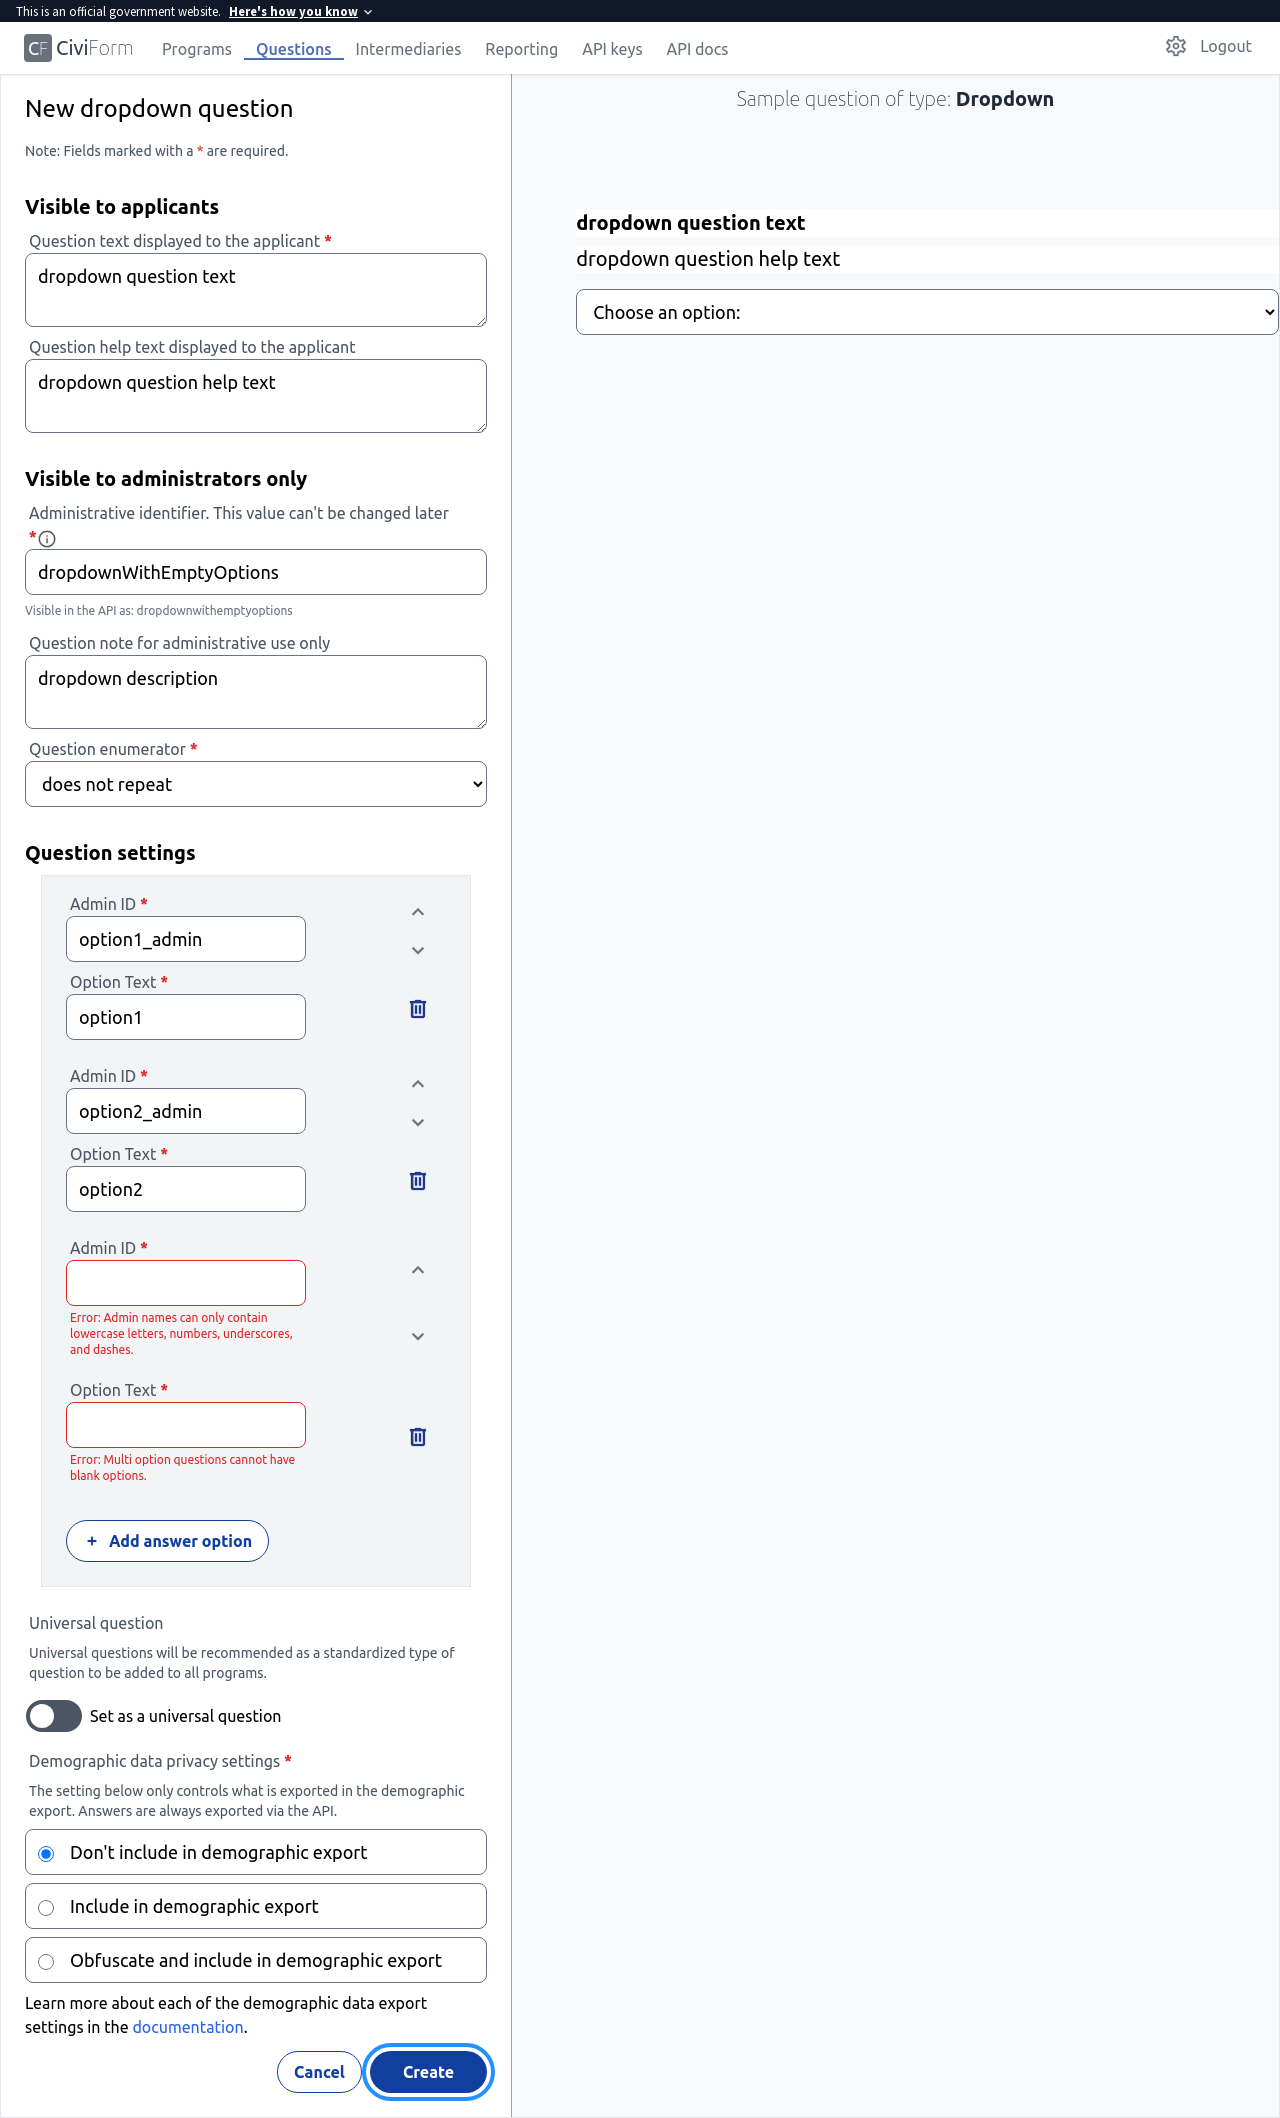 This is an official government website. Here's how you know
CF CiviForm Programs Questions Intermediaries Reporting API keys API docs Logout
New dropdown question
Note: Fields marked with a * are required.
Visible to applicants
Question text displayed to the applicant *
dropdown question text
Question help text displayed to the applicant
dropdown question help text
Visible to administrators only
Administrative identifier. This value can't be changed later
*
dropdownWithEmptyOptions
Visible in the API as: dropdownwithemptyoptions
Question note for administrative use only
dropdown description
Question enumerator *
does not repeat
Question settings
Admin ID *
option1_admin
Option Text *
option1
Admin ID *
option2_admin
Option Text *
option2
Admin ID *
Error: Admin names can only contain
lowercase letters, numbers, underscores,
and dashes.
Option Text *
Error: Multi option questions cannot have
blank options.
+ Add answer option
Universal question
Universal questions will be recommended as a standardized type of
question to be added to all programs.
Set as a universal question
Demographic data privacy settings *
The setting below only controls what is exported in the demographic
export. Answers are always exported via the API.
Don't include in demographic export
Include in demographic export
Obfuscate and include in demographic export
Learn more about each of the demographic data export
settings in the documentation.
Cancel Create
Sample question of type: Dropdown
dropdown question text
dropdown question help text
Choose an option: